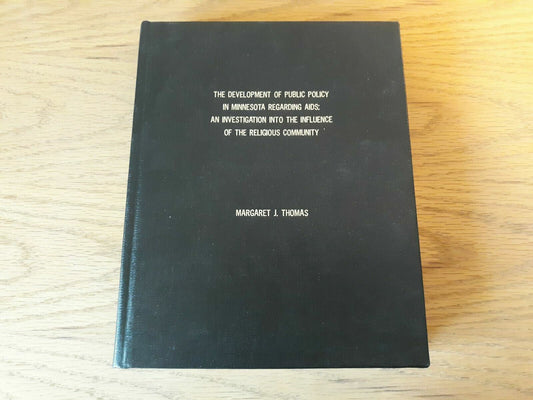 THE DEVELOPMENT OF PUBLIC POLICY
IN MINNESOTA REGARDING AIDS:
AN INVESTIGATION INTO THE INFLUENCE
OF THE RELIGIOUS COMMUNITY
MARGARET J. THOMAS